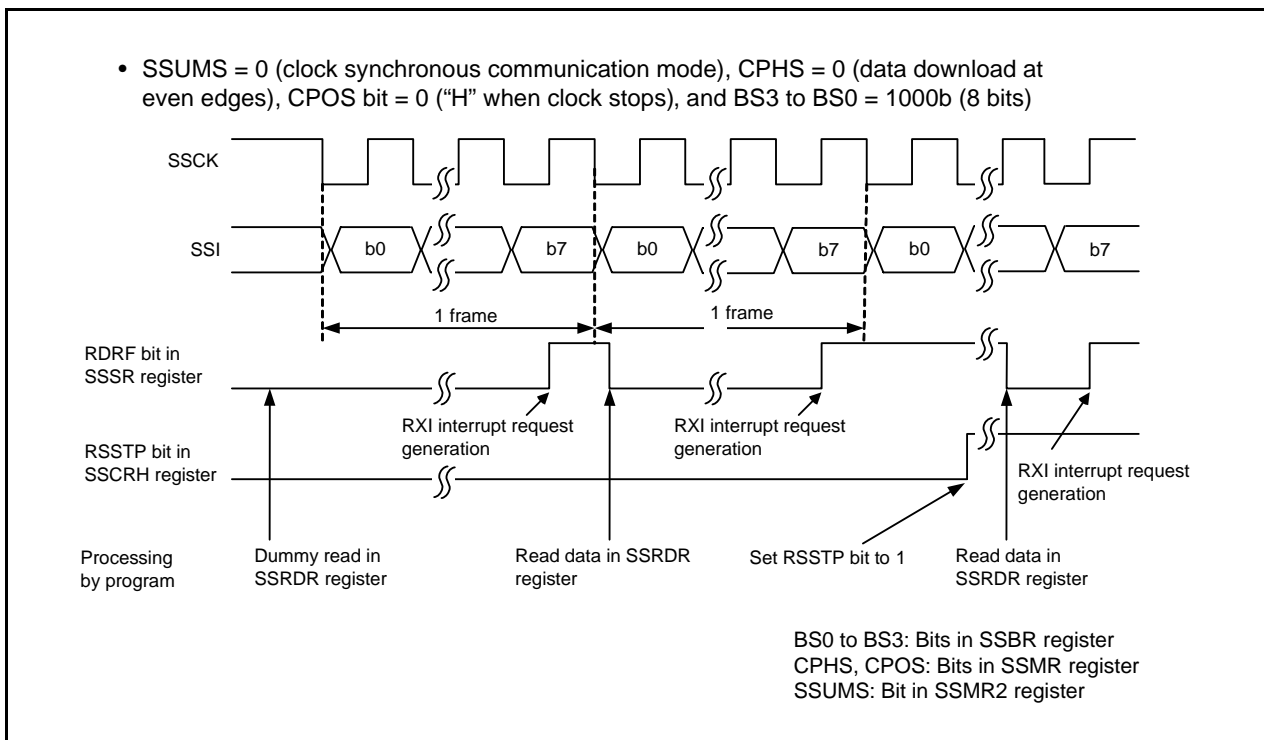 • SSUMS = 0 (clock synchronous communication mode), CPHS = 0 (data download at
even edges), CPOS bit = 0 (“H” when clock stops), and BS3 to BS0 = 1000b (8 bits)
SSCK
SSI
b0
b7
b0
b7
b0
b7
1 frame
1 frame
RDRF bit in
SSSR register
RXI interrupt request
generation
RXI interrupt request
generation
RSSTP bit in
SSCRH register
RXI interrupt request
generation
Processing
by program
Dummy read in
SSRDR register
Read data in SSRDR
register
Set RSSTP bit to 1
Read data in
SSRDR register
BS0 to BS3: Bits in SSBR register
CPHS, CPOS: Bits in SSMR register
SSUMS: Bit in SSMR2 register